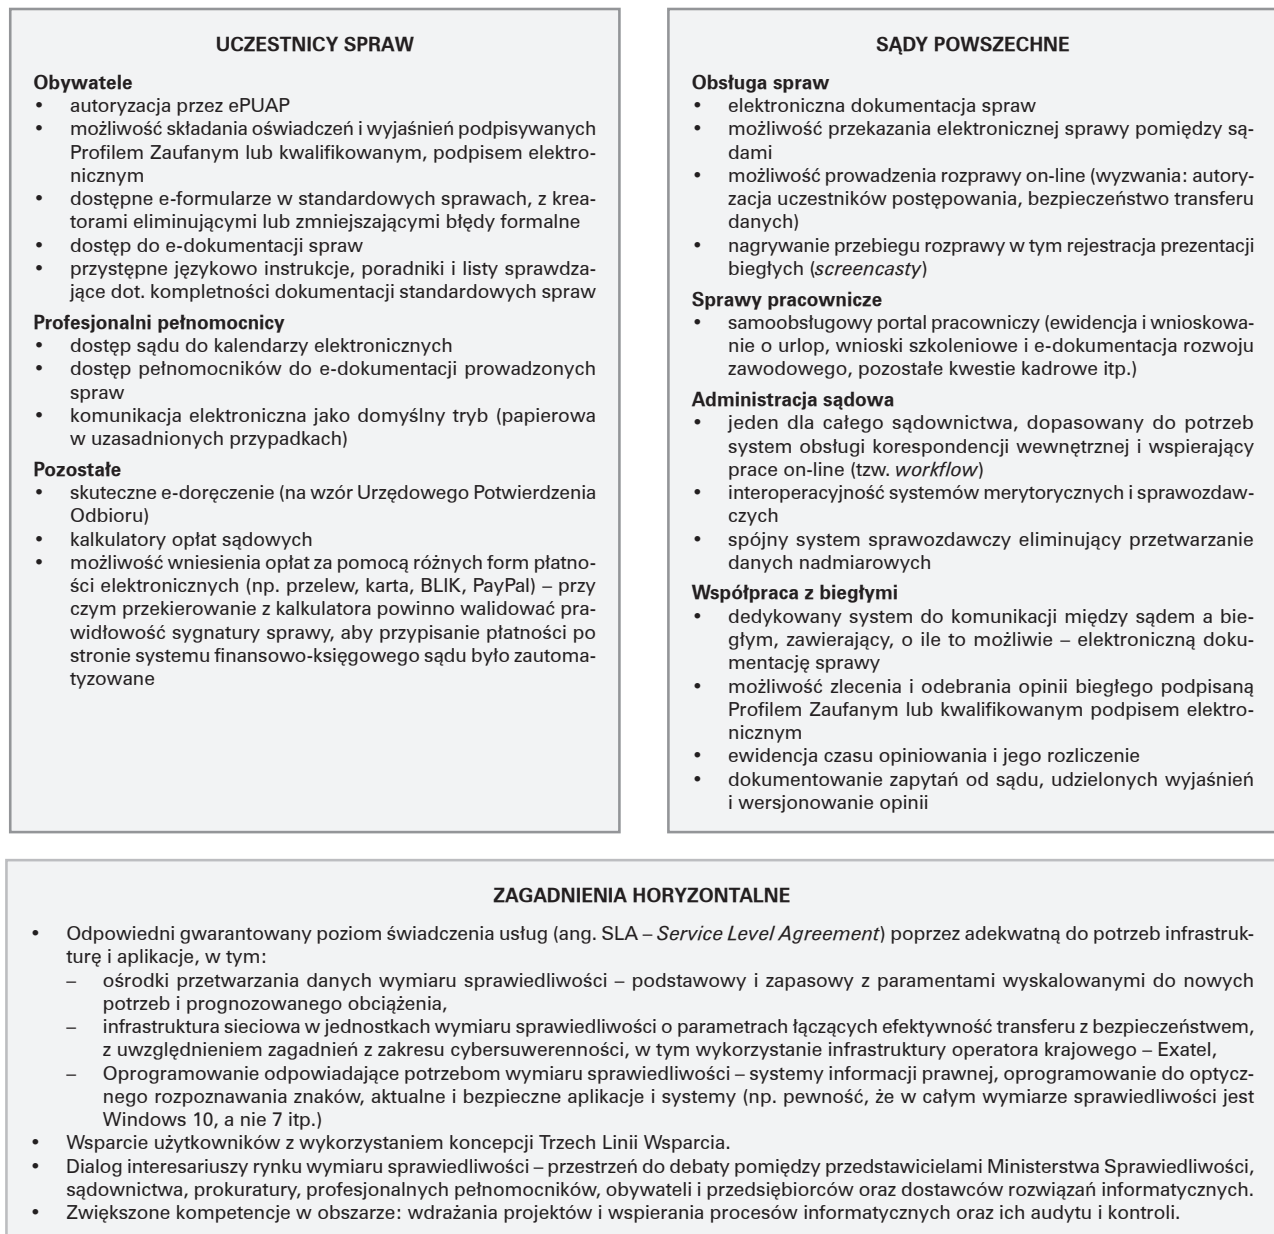 UCZESTNICY SPRAW
Obywatele
• autoryzacja przez ePUAP
• możliwość składania oświadczeń i wyjaśnień podpisywanych
Profilem Zaufanym lub kwalifikowanym, podpisem elektro-
nicznym
• dostępne e-formularze w standardowych sprawach, z krea-
torami eliminującymi lub zmniejszającymi błędy formalne
• dostęp do e-dokumentacji spraw
• przystępne językowo instrukcje, poradniki i listy sprawdza-
jące dot. kompletności dokumentacji standardowych spraw
Profesjonalni pełnomocnicy
• dostęp sądu do kalendarzy elektronicznych
• dostęp pełnomocników do e-dokumentacji prowadzonych
spraw
• komunikacja elektroniczna jako domyślny tryb (papierowa
w uzasadnionych przypadkach)
Pozostałe
• skuteczne e-doręczenie (na wzór Urzędowego Potwierdzenia
Odbioru)
• kalkulatory opłat sądowych
• możliwość wniesienia opłat za pomocą różnych form płatno-
ści elektronicznych (np. przelew, karta, BLIK, PayPal) – przy
czym przekierowanie z kalkulatora powinno walidować pra-
widłowość sygnatury sprawy, aby przypisanie płatności po
stronie systemu finansowo-księgowego sądu było zautoma-
tyzowane
SĄDY POWSZECHNE
Obsługa spraw
• elektroniczna dokumentacja spraw
• możliwość przekazania elektronicznej sprawy pomiędzy są-
dami
• możliwość prowadzenia rozprawy on-line (wyzwania: autory-
zacja uczestników postępowania, bezpieczeństwo transferu
danych)
• nagrywanie przebiegu rozprawy w tym rejestracja prezentacji
biegłych (screencasty)
Sprawy pracownicze
• samoobsługowy portal pracowniczy (ewidencja i wnioskowa-
nie o urlop, wnioski szkoleniowe i e-dokumentacja rozwoju
zawodowego, pozostałe kwestie kadrowe itp.)
Administracja sądowa
• jeden dla całego sądownictwa, dopasowany do potrzeb
system obsługi korespondencji wewnętrznej i wspierający
prace on-line (tzw. workflow)
• interoperacyjność systemów merytorycznych i sprawozdaw-
czych
• spójny system sprawozdawczy eliminujący przetwarzanie
danych nadmiarowych
Współpraca z biegłymi
• dedykowany system do komunikacji między sądem a bie-
głym, zawierający, o ile to możliwie – elektroniczną doku-
mentację sprawy
• możliwość zlecenia i odebrania opinii biegłego podpisaną
Profilem Zaufanym lub kwalifikowanym podpisem elektro-
nicznym
• ewidencja czasu opiniowania i jego rozliczenie
• dokumentowanie zapytań od sądu, udzielonych wyjaśnień
i wersjonowanie opinii
ZAGADNIENIA HORYZONTALNE
• Odpowiedni gwarantowany poziom świadczenia usług (ang. SLA – Service Level Agreement) poprzez adekwatną do potrzeb infrastruk-
turę i aplikacje, w tym:
– ośrodki przetwarzania danych wymiaru sprawiedliwości – podstawowy i zapasowy z paramentami wyskalowanymi do nowych
potrzeb i prognozowanego obciążenia,
– infrastruktura sieciowa w jednostkach wymiaru sprawiedliwości o parametrach łączących efektywność transferu z bezpieczeństwem,
z uwzględnieniem zagadnień z zakresu cybersuwerenności, w tym wykorzystanie infrastruktury operatora krajowego – Exatel,
– Oprogramowanie odpowiadające potrzebom wymiaru sprawiedliwości – systemy informacji prawnej, oprogramowanie do optycz-
nego rozpoznawania znaków, aktualne i bezpieczne aplikacje i systemy (np. pewność, że w całym wymiarze sprawiedliwości jest
Windows 10, a nie 7 itp.)
• Wsparcie użytkowników z wykorzystaniem koncepcji Trzech Linii Wsparcia.
• Dialog interesariuszy rynku wymiaru sprawiedliwości – przestrzeń do debaty pomiędzy przedstawicielami Ministerstwa Sprawiedliwości,
sądownictwa, prokuratury, profesjonalnych pełnomocników, obywateli i przedsiębiorców oraz dostawców rozwiązań informatycznych.
• Zwiększone kompetencje w obszarze: wdrażania projektów i wspierania procesów informatycznych oraz ich audytu i kontroli.